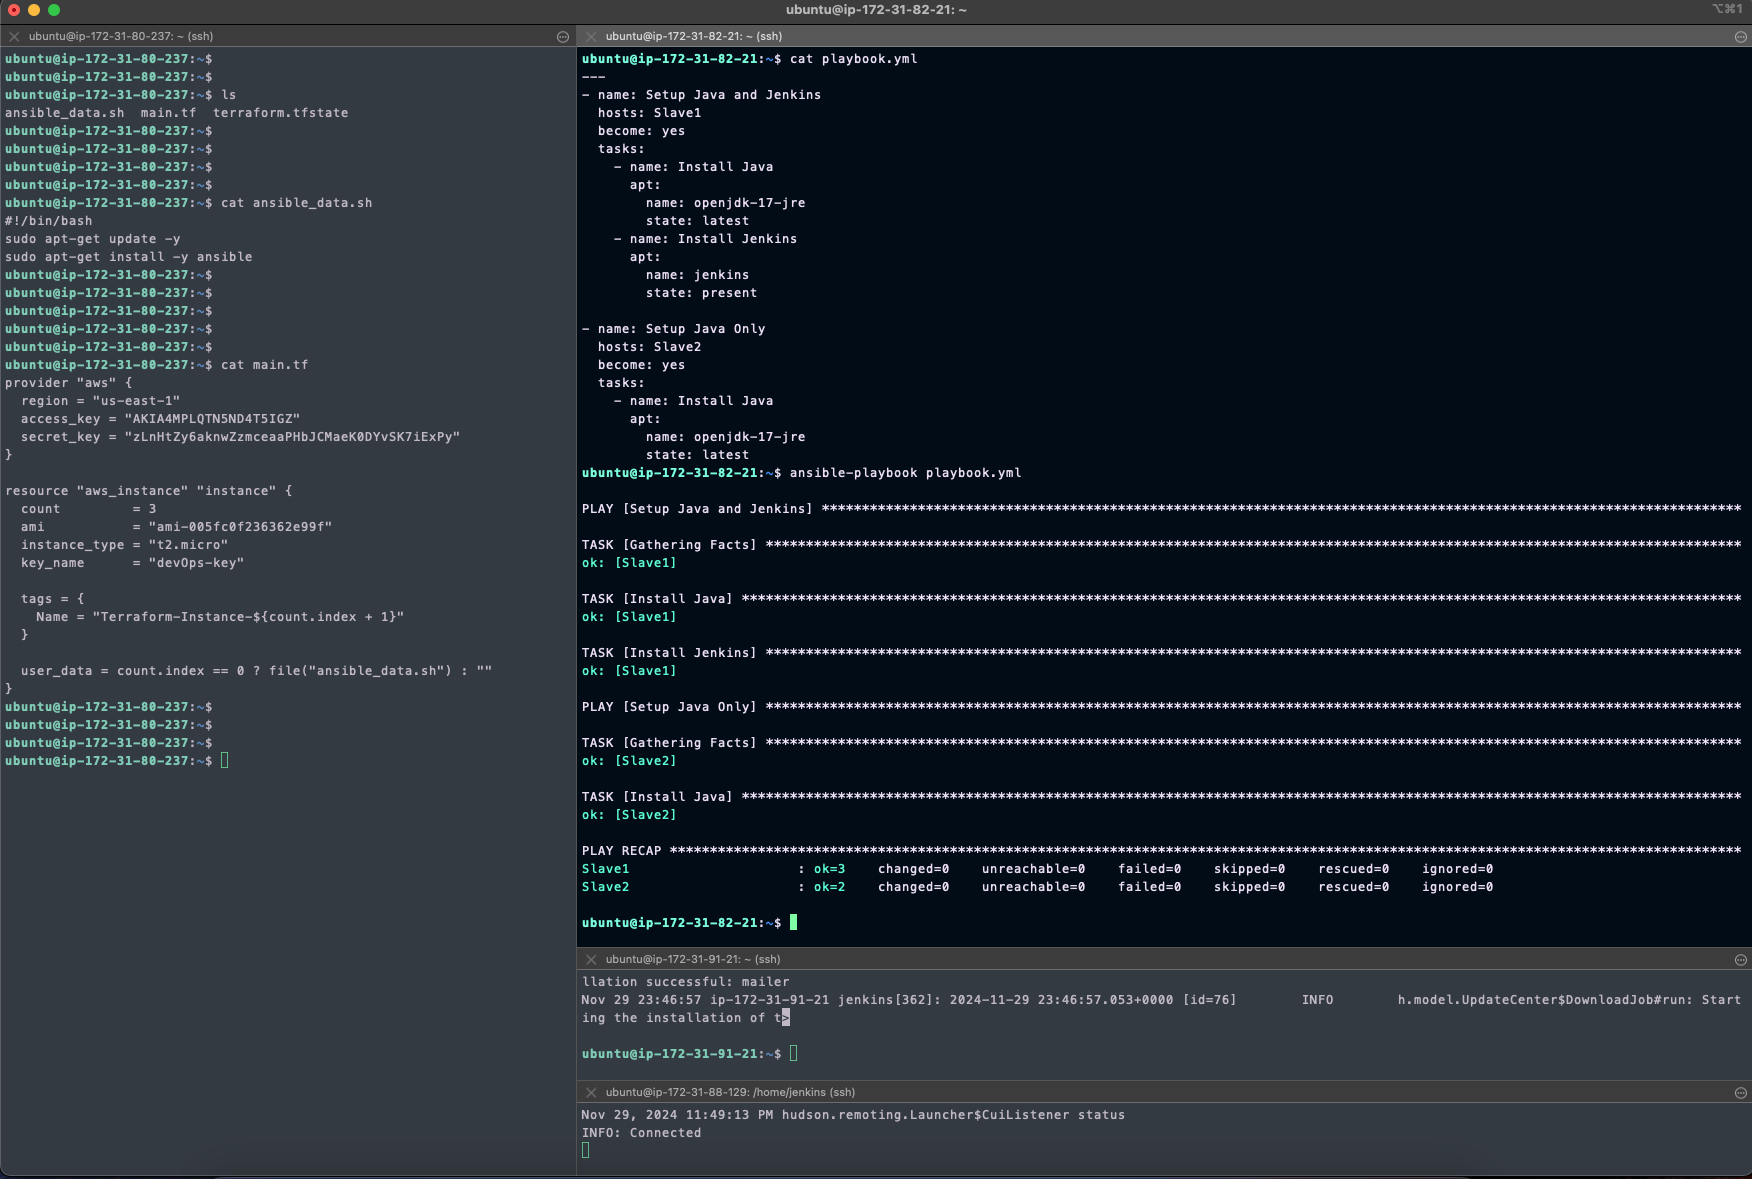 ubuntu@ip-172-31-82-21: ~
⌥⌘1
ubuntu@ip-172-31-80-237: ~ (ssh)
ubuntu@ip-172-31-80-237:~$
ubuntu@ip-172-31-80-237:~$
ubuntu@ip-172-31-80-237:~$ ls
ansible_data.sh  main.tf  terraform.tfstate
ubuntu@ip-172-31-80-237:~$
ubuntu@ip-172-31-80-237:~$
ubuntu@ip-172-31-80-237:~$
ubuntu@ip-172-31-80-237:~$
ubuntu@ip-172-31-80-237:~$ cat ansible_data.sh
#!/bin/bash
sudo apt-get update -y
sudo apt-get install -y ansible
ubuntu@ip-172-31-80-237:~$
ubuntu@ip-172-31-80-237:~$
ubuntu@ip-172-31-80-237:~$
ubuntu@ip-172-31-80-237:~$
ubuntu@ip-172-31-80-237:~$
ubuntu@ip-172-31-80-237:~$ cat main.tf
provider "aws" {
  region = "us-east-1"
  access_key = "AKIA4MPLQTN5ND4T5IGZ"
  secret_key = "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"
}

resource "aws_instance" "instance" {
  count         = 3
  ami           = "ami-005fc0f236362e99f"
  instance_type = "t2.micro"
  key_name      = "devOps-key"

  tags = {
    Name = "Terraform-Instance-${count.index + 1}"
  }

  user_data = count.index == 0 ? file("ansible_data.sh") : ""
}
ubuntu@ip-172-31-80-237:~$
ubuntu@ip-172-31-80-237:~$
ubuntu@ip-172-31-80-237:~$
ubuntu@ip-172-31-80-237:~$
ubuntu@ip-172-31-82-21: ~ (ssh)
ubuntu@ip-172-31-82-21:~$ cat playbook.yml
---
- name: Setup Java and Jenkins
  hosts: Slave1
  become: yes
  tasks:
    - name: Install Java
      apt:
        name: openjdk-17-jre
        state: latest
    - name: Install Jenkins
      apt:
        name: jenkins
        state: present

- name: Setup Java Only
  hosts: Slave2
  become: yes
  tasks:
    - name: Install Java
      apt:
        name: openjdk-17-jre
        state: latest
ubuntu@ip-172-31-82-21:~$ ansible-playbook playbook.yml

PLAY [Setup Java and Jenkins] *******************************************************************************************************************

TASK [Gathering Facts] **************************************************************************************************************************
ok: [Slave1]

TASK [Install Java] *****************************************************************************************************************************
ok: [Slave1]

TASK [Install Jenkins] **************************************************************************************************************************
ok: [Slave1]

PLAY [Setup Java Only] **************************************************************************************************************************

TASK [Gathering Facts] **************************************************************************************************************************
ok: [Slave2]

TASK [Install Java] *****************************************************************************************************************************
ok: [Slave2]

PLAY RECAP **************************************************************************************************************************************
Slave1                     : ok=3    changed=0    unreachable=0    failed=0    skipped=0    rescued=0    ignored=0
Slave2                     : ok=2    changed=0    unreachable=0    failed=0    skipped=0    rescued=0    ignored=0

ubuntu@ip-172-31-82-21:~$
ubuntu@ip-172-31-91-21: ~ (ssh)
llation successful: mailer
Nov 29 23:46:57 ip-172-31-91-21 jenkins[362]: 2024-11-29 23:46:57.053+0000 [id=76]        INFO        h.model.UpdateCenter$DownloadJob#run: Start
ing the installation of t>

ubuntu@ip-172-31-91-21:~$
ubuntu@ip-172-31-88-129: /home/jenkins (ssh)
Nov 29, 2024 11:49:13 PM hudson.remoting.Launcher$CuiListener status
INFO: Connected